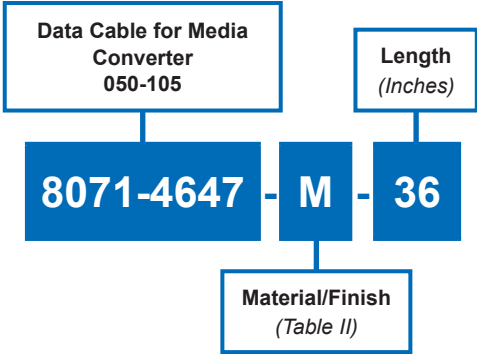 Data Cable for Media
Converter
050-105
Length
(Inches)
8071-4647 - M - 36
Material/Finish
(Table II)